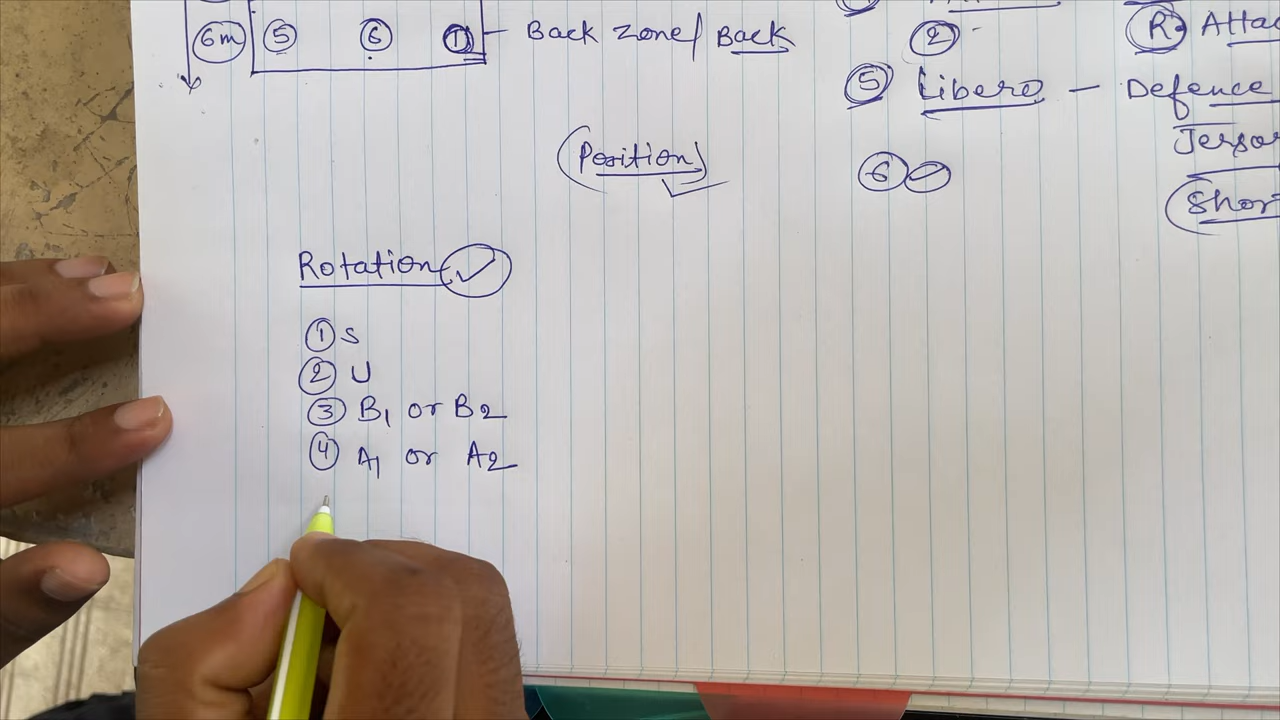 6m 5 6 1 - Back Zone/ Back
2
R. Attac
5 Libero - Defence
Jersor
(Position)
6
(Shor
Rotation
1 S
2 U
3 B1 or B2
4 A1 or A2